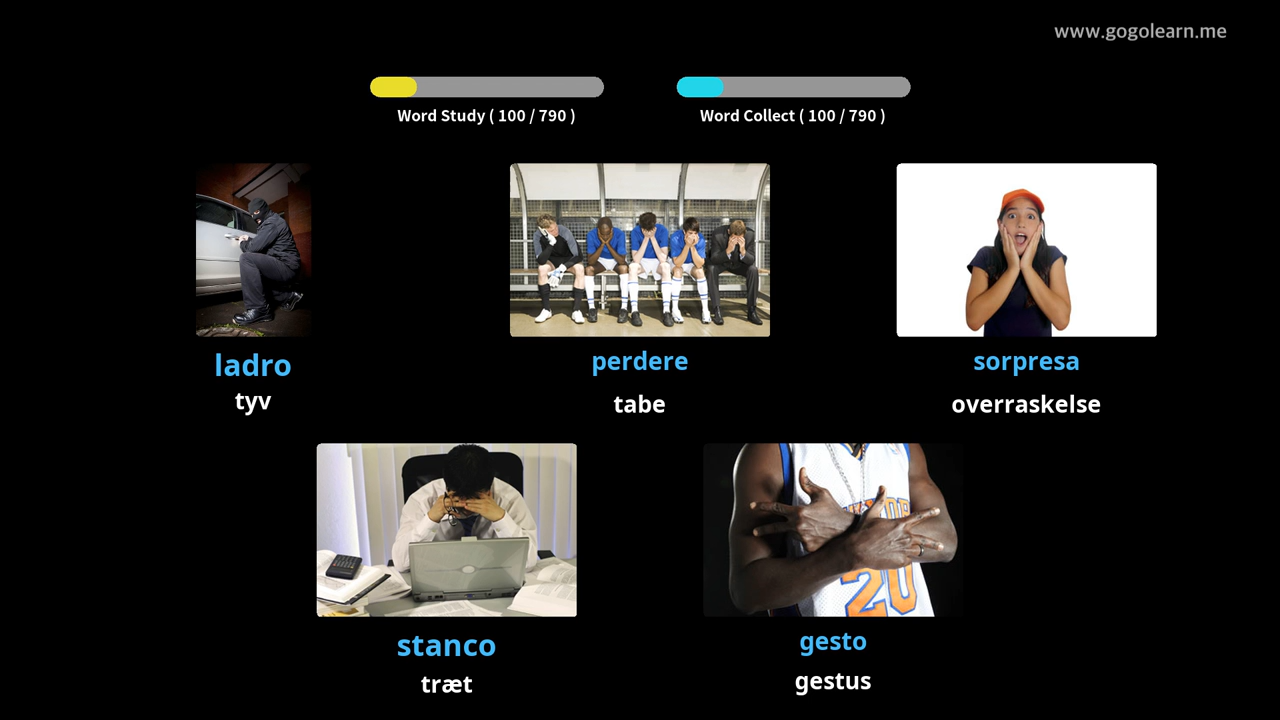 www.gogolearn.me
Word Study ( 100 / 790 )
Word Collect ( 100 / 790 )
ladro
tyv
perdere
tabe
sorpresa
overraskelse
stanco
træt
gesto
gestus
20